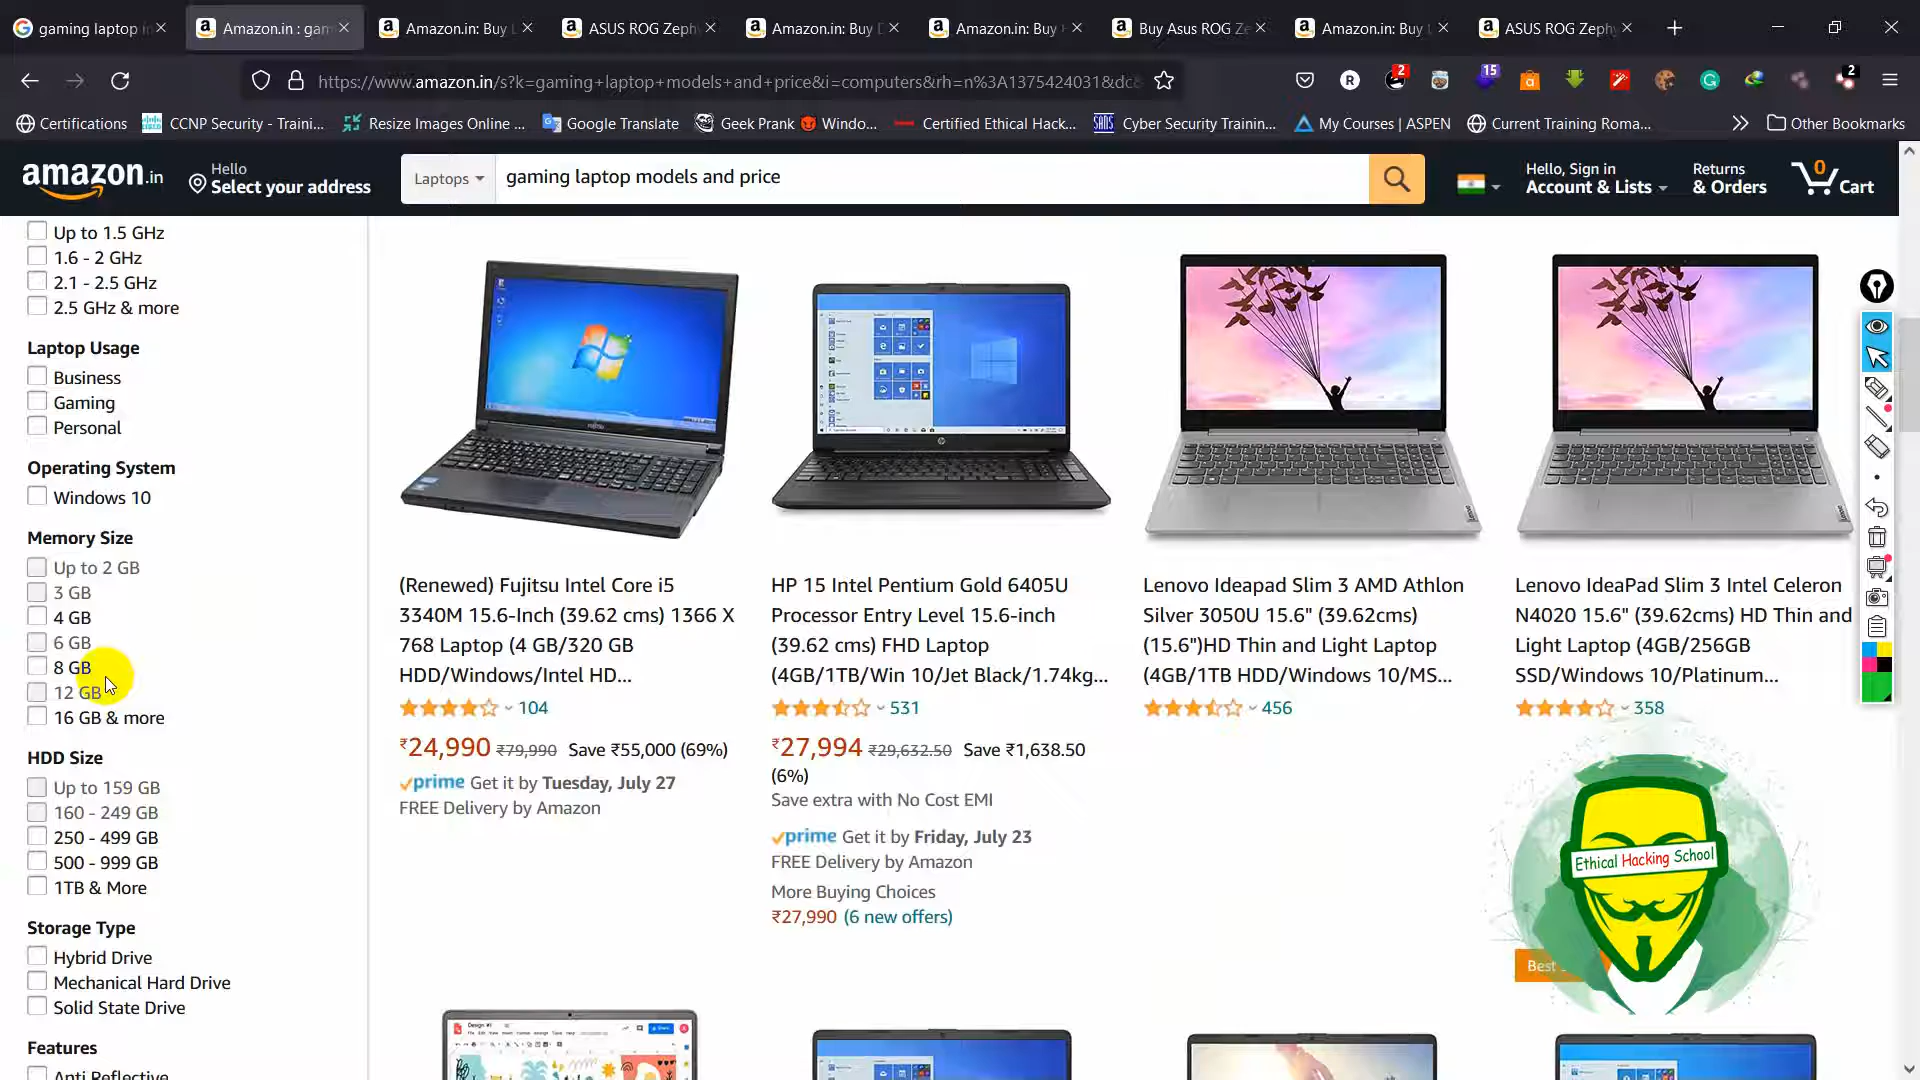 gaming laptop in
Amazon.in : gam
Amazon.in: Buy L
ASUS ROG Zeph
Amazon.in: Buy
Amazon.in: Buy
Buy Asus ROG Ze
Amazon.in: Buy
ASUS ROG Zeph
https://www.amazon.in/s?k=gaming+laptop+models+and+price&i=computers&rh=n%3A1375424031&dc&
R
2
15
a
G
2
Certifications
CCNP Security - Traini...
Resize Images Online ...
Google Translate
Geek Prank 😈 Windo...
Certified Ethical Hack...
SANS
Cyber Security Trainin...
My Courses | ASPEN
Current Training Roma...
Other Bookmarks
amazon.in
Hello
Select your address
Laptops
gaming laptop models and price
Hello, Sign in
Account & Lists
Returns
& Orders
0
Cart
Up to 1.5 GHz
1.6 - 2 GHz
2.1 - 2.5 GHz
2.5 GHz & more
Laptop Usage
Business
Gaming
Personal
Operating System
Windows 10
Memory Size
Up to 2 GB
3 GB
4 GB
6 GB
8 GB
12 GB
16 GB & more
HDD Size
Up to 159 GB
160 - 249 GB
250 - 499 GB
500 - 999 GB
1TB & More
Storage Type
Hybrid Drive
Mechanical Hard Drive
Solid State Drive
Features
Anti Reflective
(Renewed) Fujitsu Intel Core i5
3340M 15.6-Inch (39.62 cms) 1366 X
768 Laptop (4 GB/320 GB
HDD/Windows/Intel HD...
104
₹24,990 ₹79,990 Save ₹55,000 (69%)
prime Get it by Tuesday, July 27
FREE Delivery by Amazon
HP 15 Intel Pentium Gold 6405U
Processor Entry Level 15.6-inch
(39.62 cms) FHD Laptop
(4GB/1TB/Win 10/Jet Black/1.74kg...
531
₹27,994 ₹29,632.50 Save ₹1,638.50
(6%)
Save extra with No Cost EMI
prime Get it by Friday, July 23
FREE Delivery by Amazon
More Buying Choices
₹27,990 (6 new offers)
Lenovo Ideapad Slim 3 AMD Athlon
Silver 3050U 15.6" (39.62cms)
(15.6")HD Thin and Light Laptop
(4GB/1TB HDD/Windows 10/MS...
456
Lenovo IdeaPad Slim 3 Intel Celeron
N4020 15.6" (39.62cms) HD Thin and
Light Laptop (4GB/256GB
SSD/Windows 10/Platinum...
358
Best
Ethical Hacking School
FUJITSU
Lenovo
Lenovo
Design #1